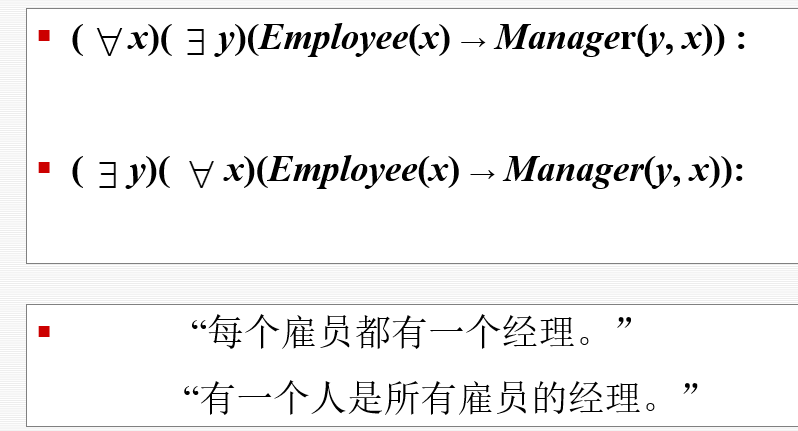 ▪ ( ∀ x)( ∃ y)(Employee(x) → Manager(y, x)) :
▪ ( ∃ y)( ∀ x)(Employee(x) → Manager(y, x)):
▪ “每个雇员都有一个经理。”
“有一个人是所有雇员的经理。”